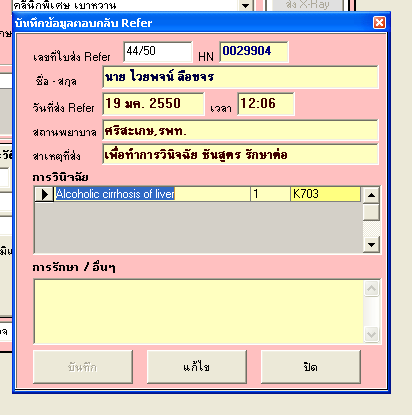 คลินิกพิเศษ เบาหวาน
ส่ง X-Ray
บันทึกข้อมูลตอบกลับ Refer
เลขที่ใบส่ง Refer 44/50 HN 0029904
ชื่อ - สกุล นาย ไวยพจน์ ลือขจร
วันที่ส่ง Refer 19 มค. 2550 เวลา 12:06
สถานพยาบาล ศรีสะเกษ,รพท.
สาเหตุที่ส่ง เพื่อทำการวินิจฉัย ชันสูตร รักษาต่อ
การวินิจฉัย
Alcoholic cirrhosis of liver 1 K703
การรักษา / อื่นๆ
บันทึก แก้ไข ปิด